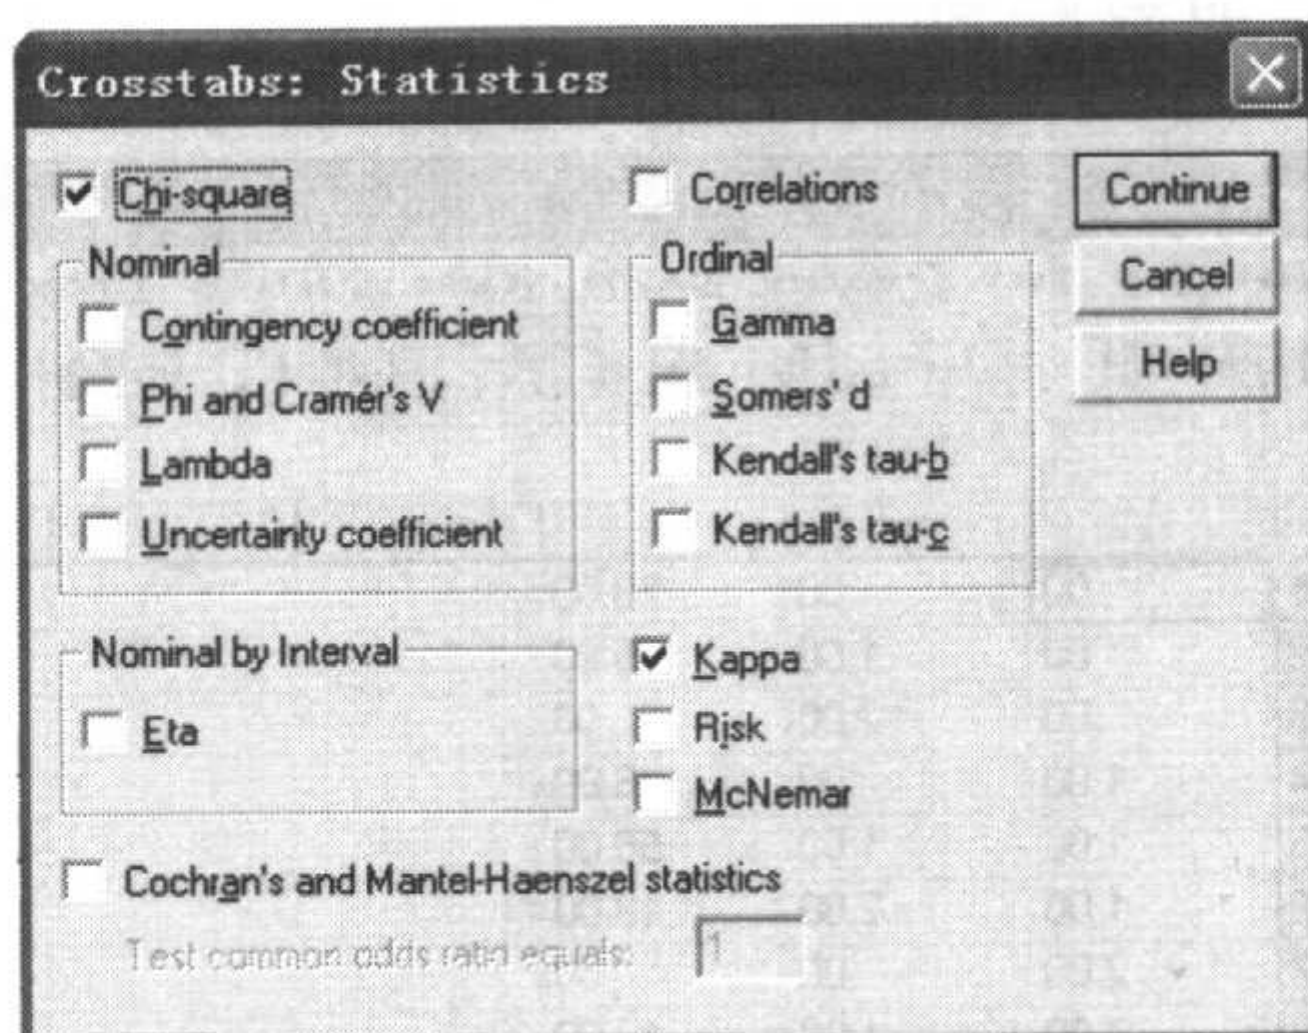 Crosstabs: Statistics
Chi-square
Correlations
Continue
Cancel
Help
Nominal
Contingency coefficient
Phi and Cramér's V
Lambda
Uncertainty coefficient
Ordinal
Gamma
Somers' d
Kendall's tau-b
Kendall's tau-c
Nominal by Interval
Eta
Kappa
Risk
McNemar
Cochran's and Mantel-Haenszel statistics
Test common odds ratio equals: 1